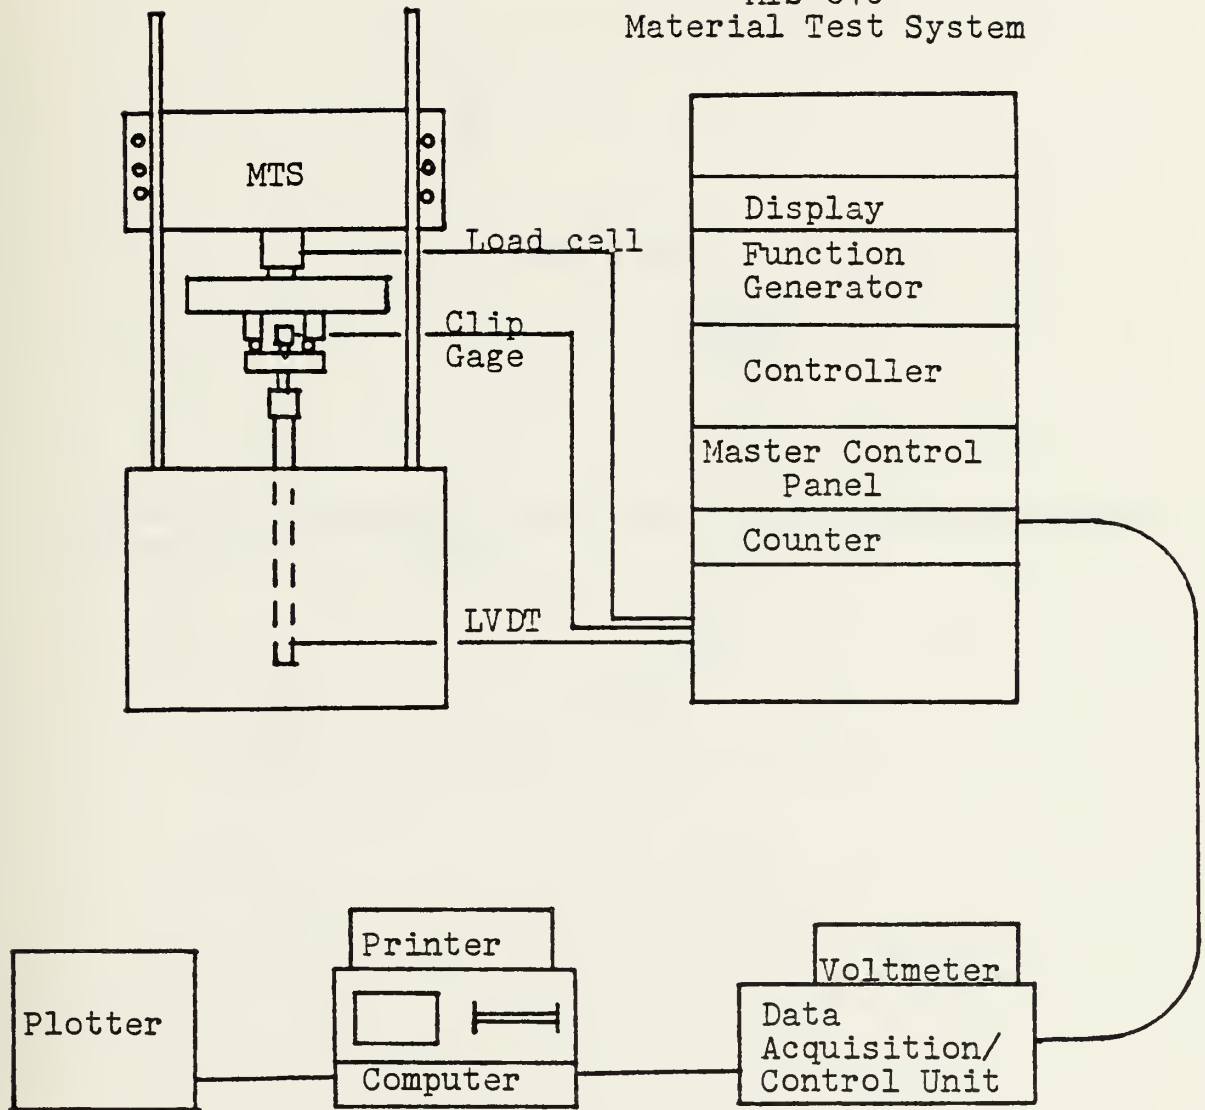 Material Test System
MTS
Display
Load cell
Function
Generator
Clip
Gage
Controller
Master Control
Panel
Counter
LVDT
Printer
Voltmeter
Plotter
Data
Acquisition/
Control Unit
Computer